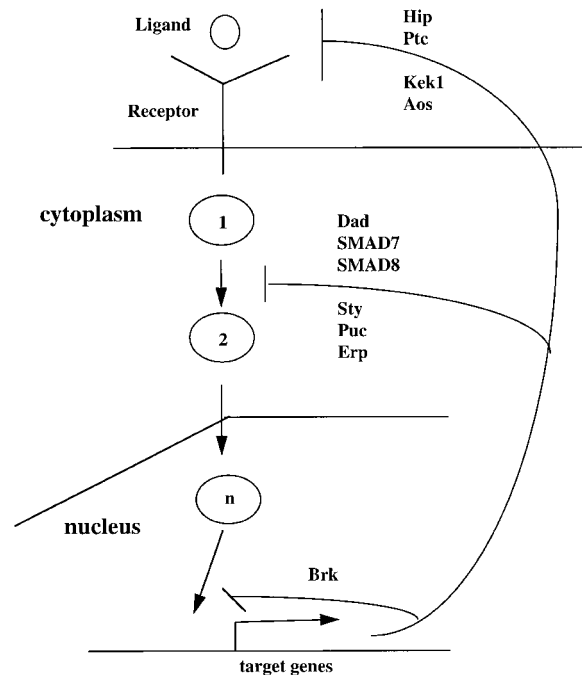 Ligand
Hip
Ptc
Kek1
Aos
Receptor
cytoplasm
1
Dad
SMAD7
SMAD8
Sty
Puc
Erp
2
n
nucleus
Brk
target genes